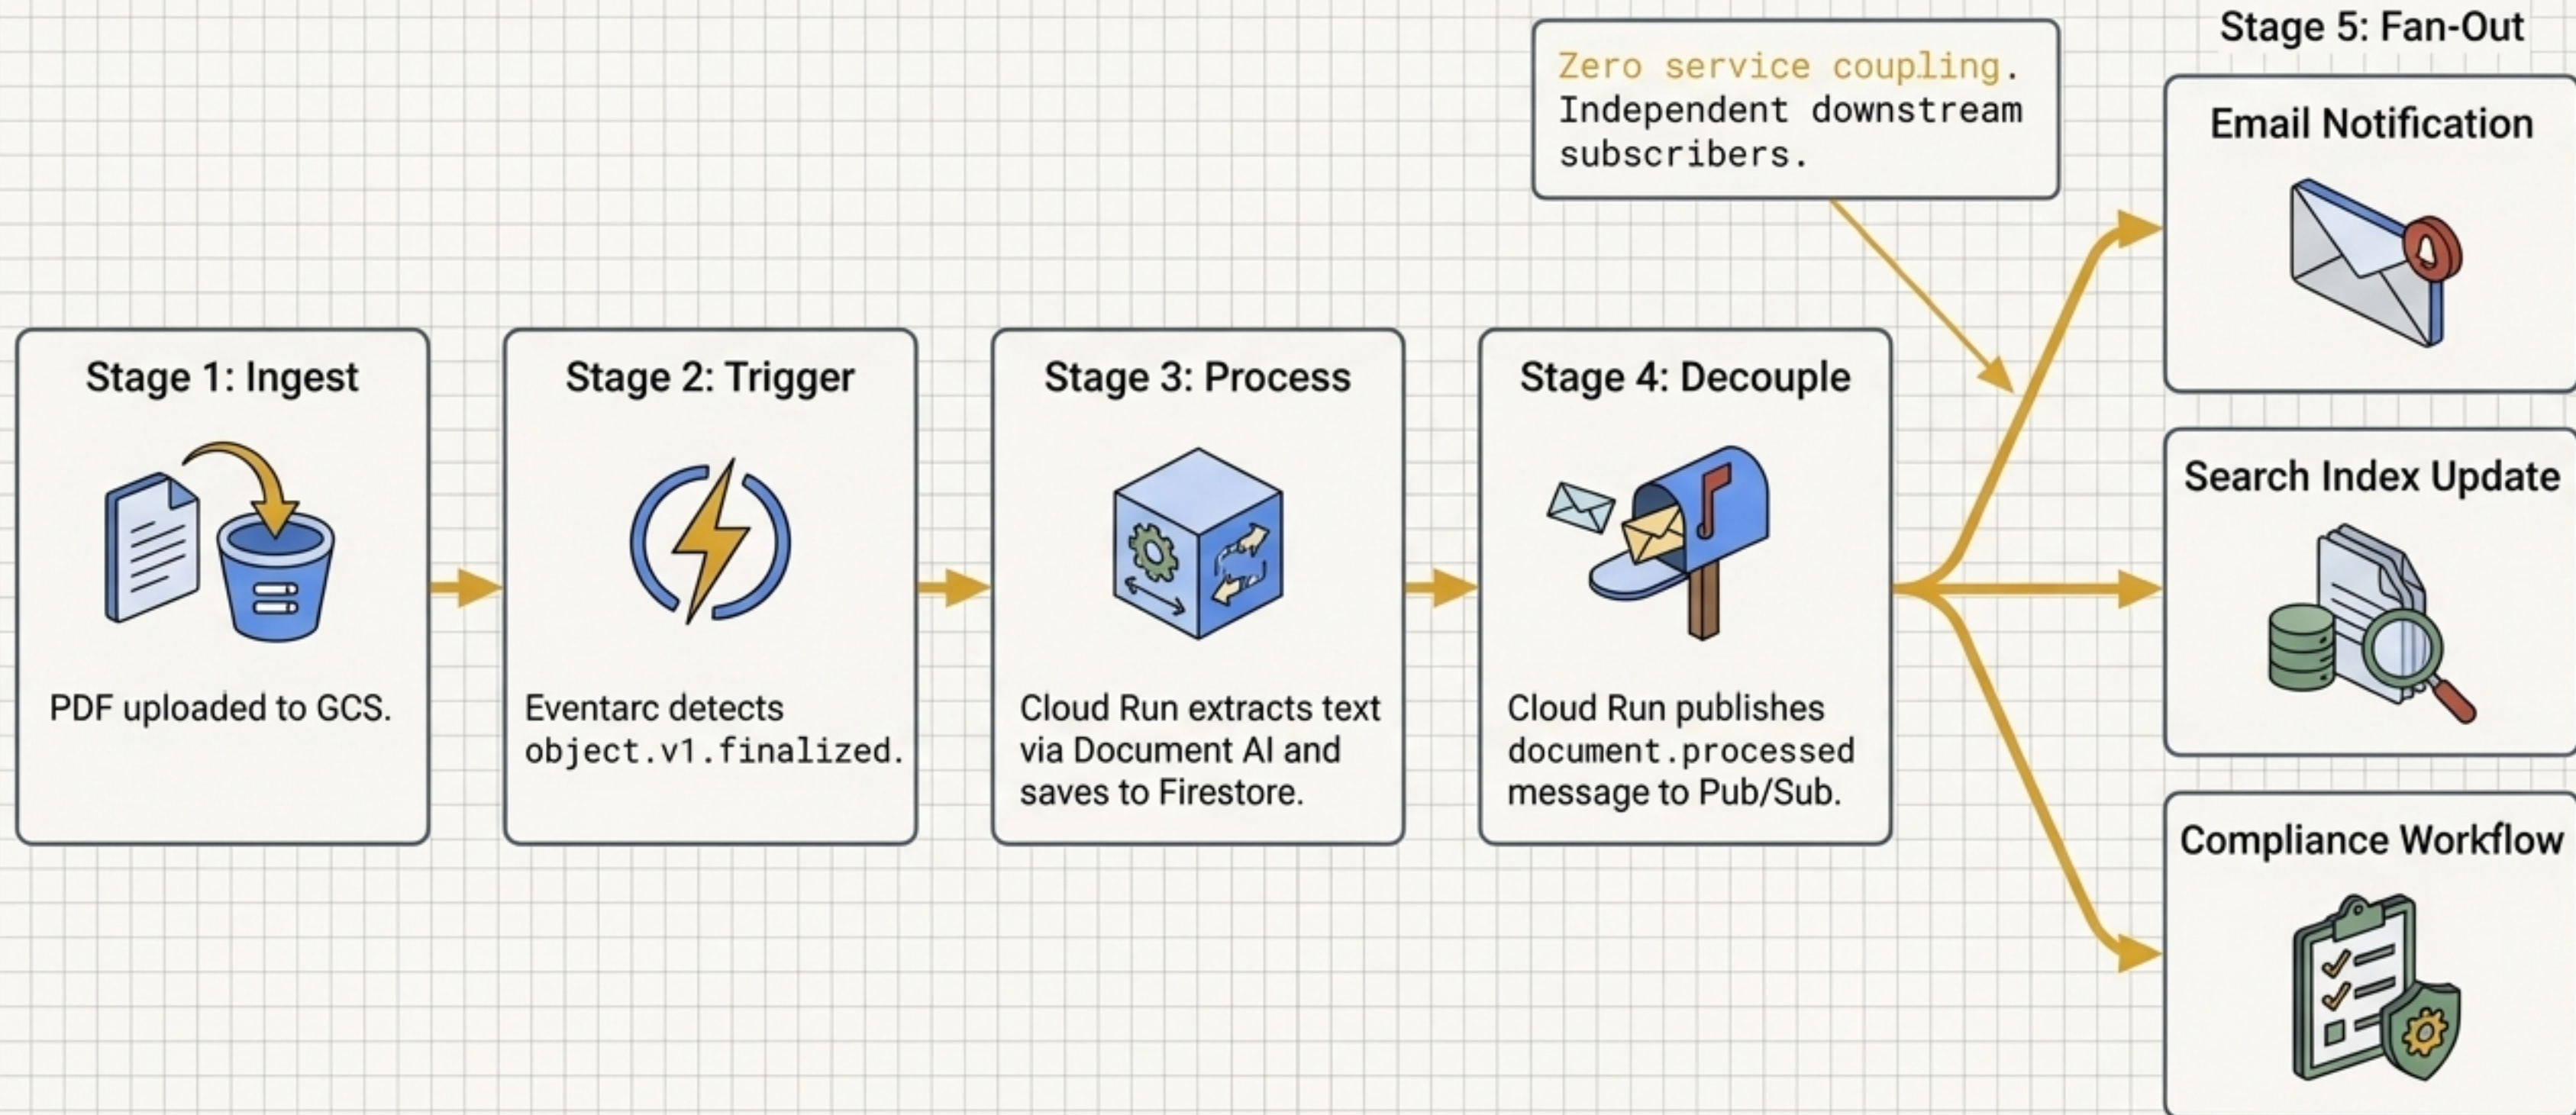 Stage 1: Ingest
PDF uploaded to GCS.
Stage 2: Trigger
Eventarc detects
object.v1.finalized.
Stage 3: Process
Cloud Run extracts text
via Document AI and
saves to Firestore.
Stage 4: Decouple
Cloud Run publishes
document.processed
message to Pub/Sub.
Zero service coupling.
Independent downstream
subscribers.
Stage 5: Fan-Out
Email Notification
Search Index Update
Compliance Workflow